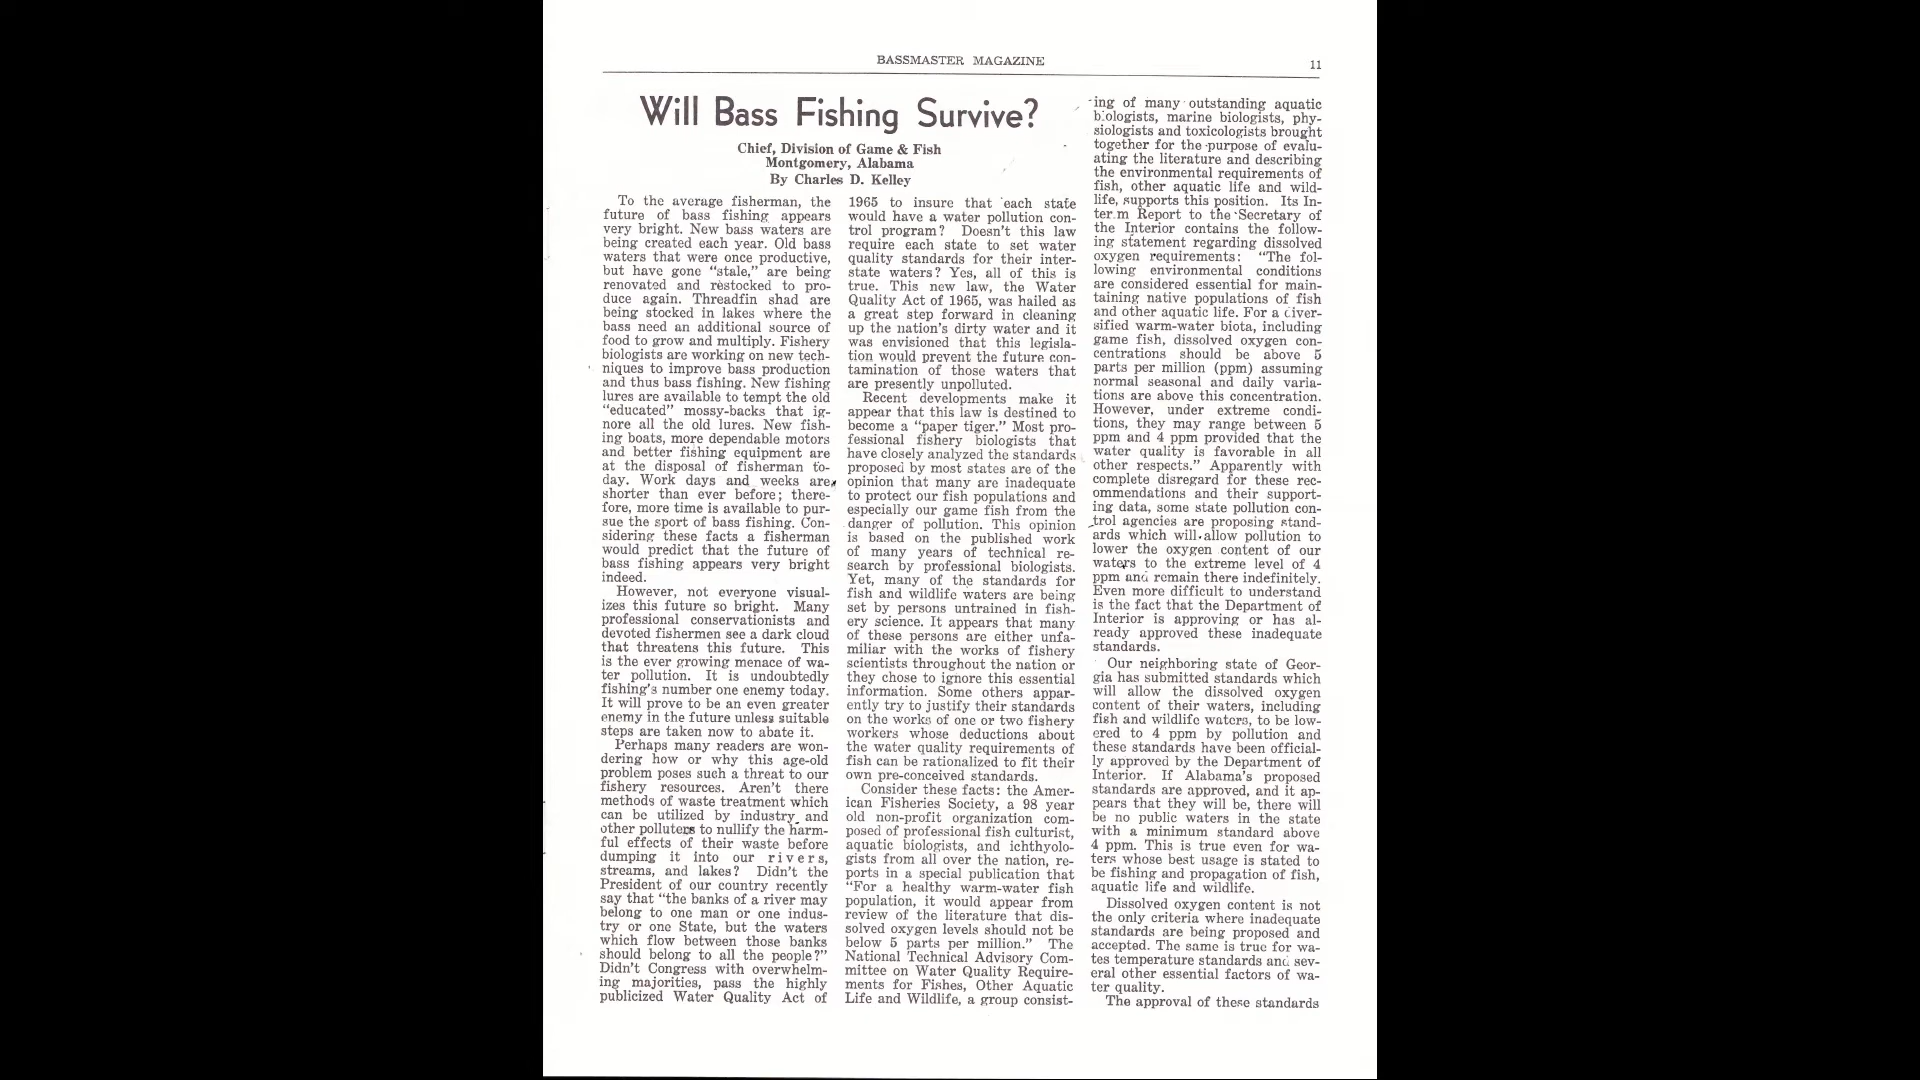 BASSMASTER MAGAZINE
11
Will Bass Fishing Survive?
Chief, Division of Game & Fish
Montgomery, Alabama
By Charles D. Kelley
To the average fisherman, the
future of bass fishing appears
very bright. New bass waters are
being created each year. Old bass
waters that were once productive,
but have gone "stale," are being
renovated and restocked to pro-
duce again. Threadfin shad are
being stocked in lakes where the
bass need an additional source of
food to grow and multiply. Fishery
biologists are working on new tech-
niques to improve bass production
and thus bass fishing. New fishing
lures are available to tempt the old
"educated" mossy-backs that ig-
nore all the old lures. New fish-
ing boats, more dependable motors
and better fishing equipment are
at the disposal of fisherman to-
day. Work days and weeks are
shorter than ever before; there-
fore, more time is available to pur-
sue the sport of bass fishing. Con-
sidering these facts a fisherman
would predict that the future of
bass fishing appears very bright
indeed.
However, not everyone visual-
izes this future so bright. Many
professional conservationists and
devoted fishermen see a dark cloud
that threatens this future. This
is the ever growing menace of wa-
ter pollution. It is undoubtedly
fishing's number one enemy today.
It will prove to be an even greater
enemy in the future unless suitable
steps are taken now to abate it.
Perhaps many readers are won-
dering how or why this age-old
problem poses such a threat to our
fishery resources. Aren't there
methods of waste treatment which
can be utilized by industry and
other polluters to nullify the harm-
ful effects of their waste before
dumping it into our rivers,
streams, and lakes? Didn't the
President of our country recently
say that "the banks of a river may
belong to one man or one indus-
try or one State, but the waters
which flow between those banks
should belong to all the people?"
Didn't Congress with overwhelm-
ing majorities, pass the highly
publicized Water Quality Act of
1965 to insure that each state
would have a water pollution con-
trol program? Doesn't this law
require each state to set water
quality standards for their inter-
state waters? Yes, all of this is
true. This new law, the Water
Quality Act of 1965, was hailed as
a great step forward in cleaning
up the nation's dirty water and it
was envisioned that this legisla-
tion would prevent the future con-
tamination of those waters that
are presently unpolluted.
Recent developments make it
appear that this law is destined to
become a "paper tiger." Most pro-
fessional fishery biologists that
have closely analyzed the standards
proposed by most states are of the
opinion that many are inadequate
to protect our fish populations and
especially our game fish from the
danger of pollution. This opinion
is based on the published work
of many years of technical re-
search by professional biologists.
Yet, many of the standards for
fish and wildlife waters are being
set by persons untrained in fish-
ery science. It appears that many
of these persons are either unfa-
miliar with the works of fishery
scientists throughout the nation or
they chose to ignore this essential
information. Some others appar-
ently try to justify their standards
on the works of one or two fishery
workers whose deductions about
the water quality requirements of
fish can be rationalized to fit their
own pre-conceived standards.
Consider these facts: the Amer-
ican Fisheries Society, a 98 year
old non-profit organization com-
posed of professional fish culturist,
aquatic biologists, and ichthyolo-
gists from all over the nation, re-
ports in a special publication that
"For a healthy warm-water fish
population, it would appear from
review of the literature that dis-
solved oxygen levels should not be
below 5 parts per million." The
National Technical Advisory Com-
mittee on Water Quality Require-
ments for Fishes, Other Aquatic
Life and Wildlife, a group consist-
ing of many outstanding aquatic
biologists, marine biologists, phy-
siologists and toxicologists brought
together for the purpose of evalu-
ating the literature and describing
the environmental requirements of
fish, other aquatic life and wild-
life, supports this position. Its In-
terim Report to the Secretary of
the Interior contains the follow-
ing statement regarding dissolved
oxygen requirements: "The fol-
lowing environmental conditions
are considered essential for main-
taining native populations of fish
and other aquatic life. For a diver-
sified warm-water biota, including
game fish, dissolved oxygen con-
centrations should be above 5
parts per million (ppm) assuming
normal seasonal and daily varia-
tions are above this concentration.
However, under extreme condi-
tions, they may range between 5
ppm and 4 ppm provided that the
water quality is favorable in all
other respects." Apparently with
complete disregard for these rec-
ommendations and their support-
ing data, some state pollution con-
trol agencies are proposing stand-
ards which will allow pollution to
lower the oxygen content of our
waters to the extreme level of 4
ppm and remain there indefinitely.
Even more difficult to understand
is the fact that the Department of
Interior is approving or has al-
ready approved these inadequate
standards.
Our neighboring state of Geor-
gia has submitted standards which
will allow the dissolved oxygen
content of their waters, including
fish and wildlife waters, to be low-
ered to 4 ppm by pollution and
these standards have been official-
ly approved by the Department of
Interior. If Alabama's proposed
standards are approved, and it ap-
pears that they will be, there will
be no public waters in the state
with a minimum standard above
4 ppm. This is true even for wa-
ters whose best usage is stated to
be fishing and propagation of fish,
aquatic life and wildlife.
Dissolved oxygen content is not
the only criteria where inadequate
standards are being proposed and
accepted. The same is true for wa-
tes temperature standards and sev-
eral other essential factors of wa-
ter quality.
The approval of these standards